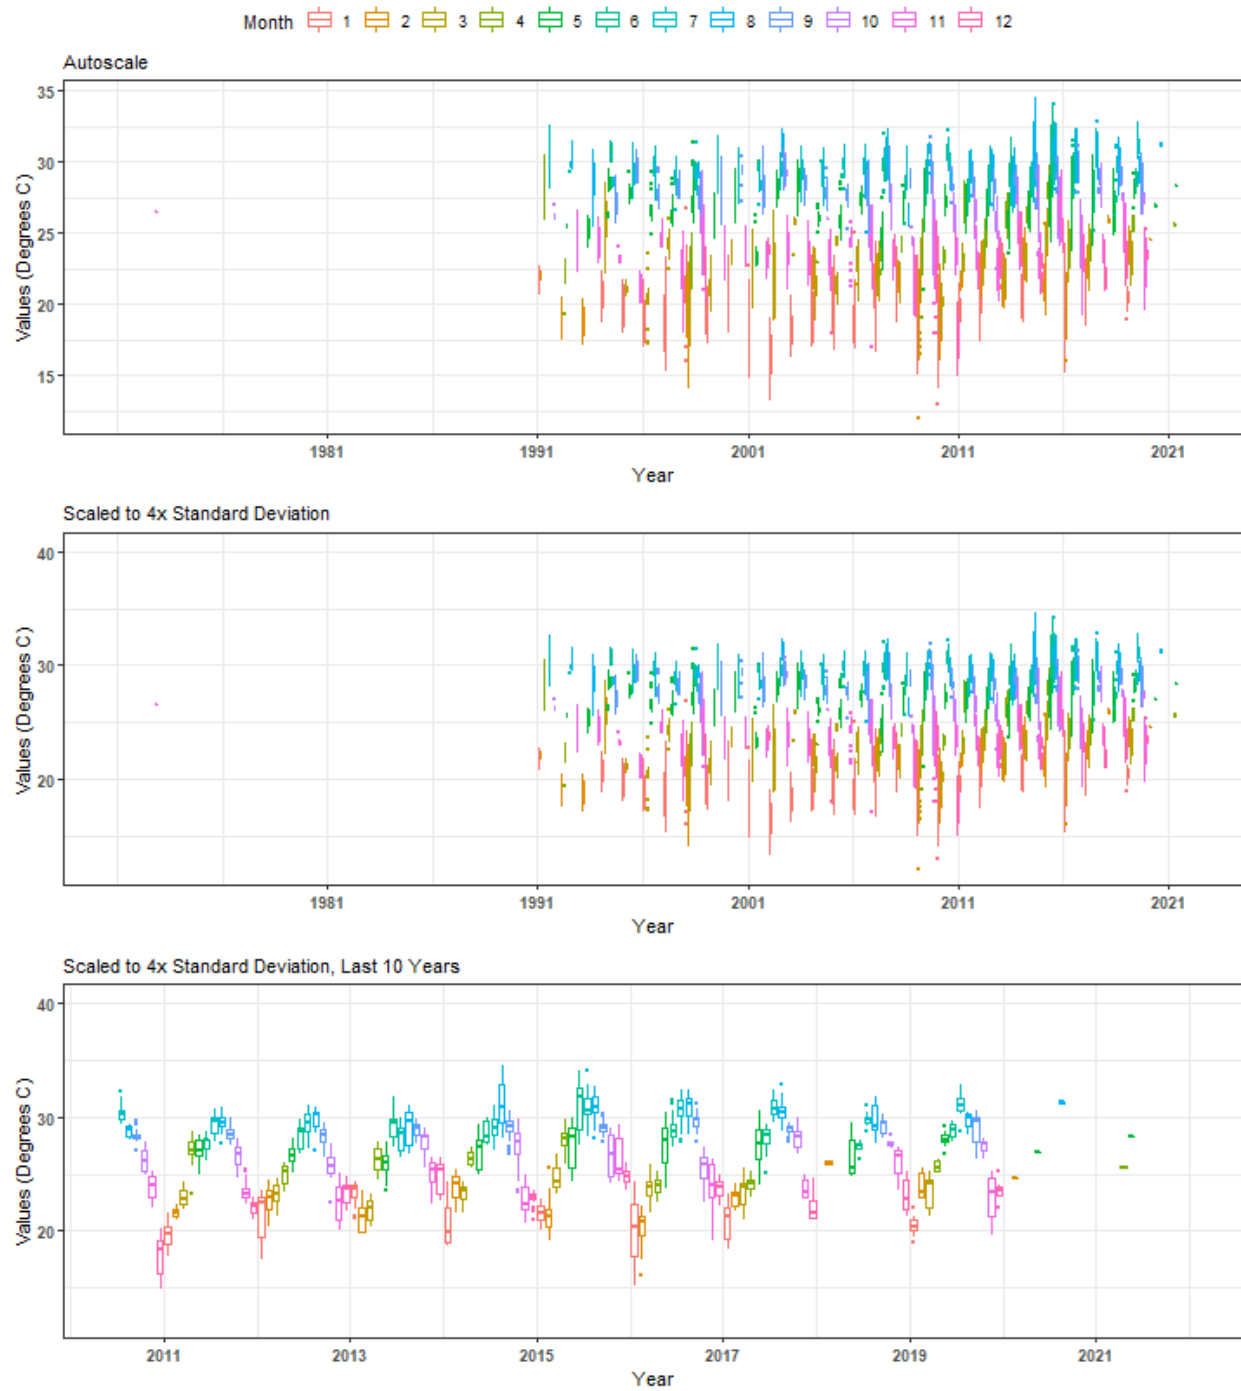 Month 1 2 3 4 5 6 7 8 9 10 11 12
Autoscale
35
30
25
20
15
Values (Degrees C)
1981 1991 2001 2011 2021
Year
Scaled to 4x Standard Deviation
40
30
20
Values (Degrees C)
1981 1991 2001 2011 2021
Year
Scaled to 4x Standard Deviation, Last 10 Years
40
30
20
Values (Degrees C)
2011 2013 2015 2017 2019 2021
Year